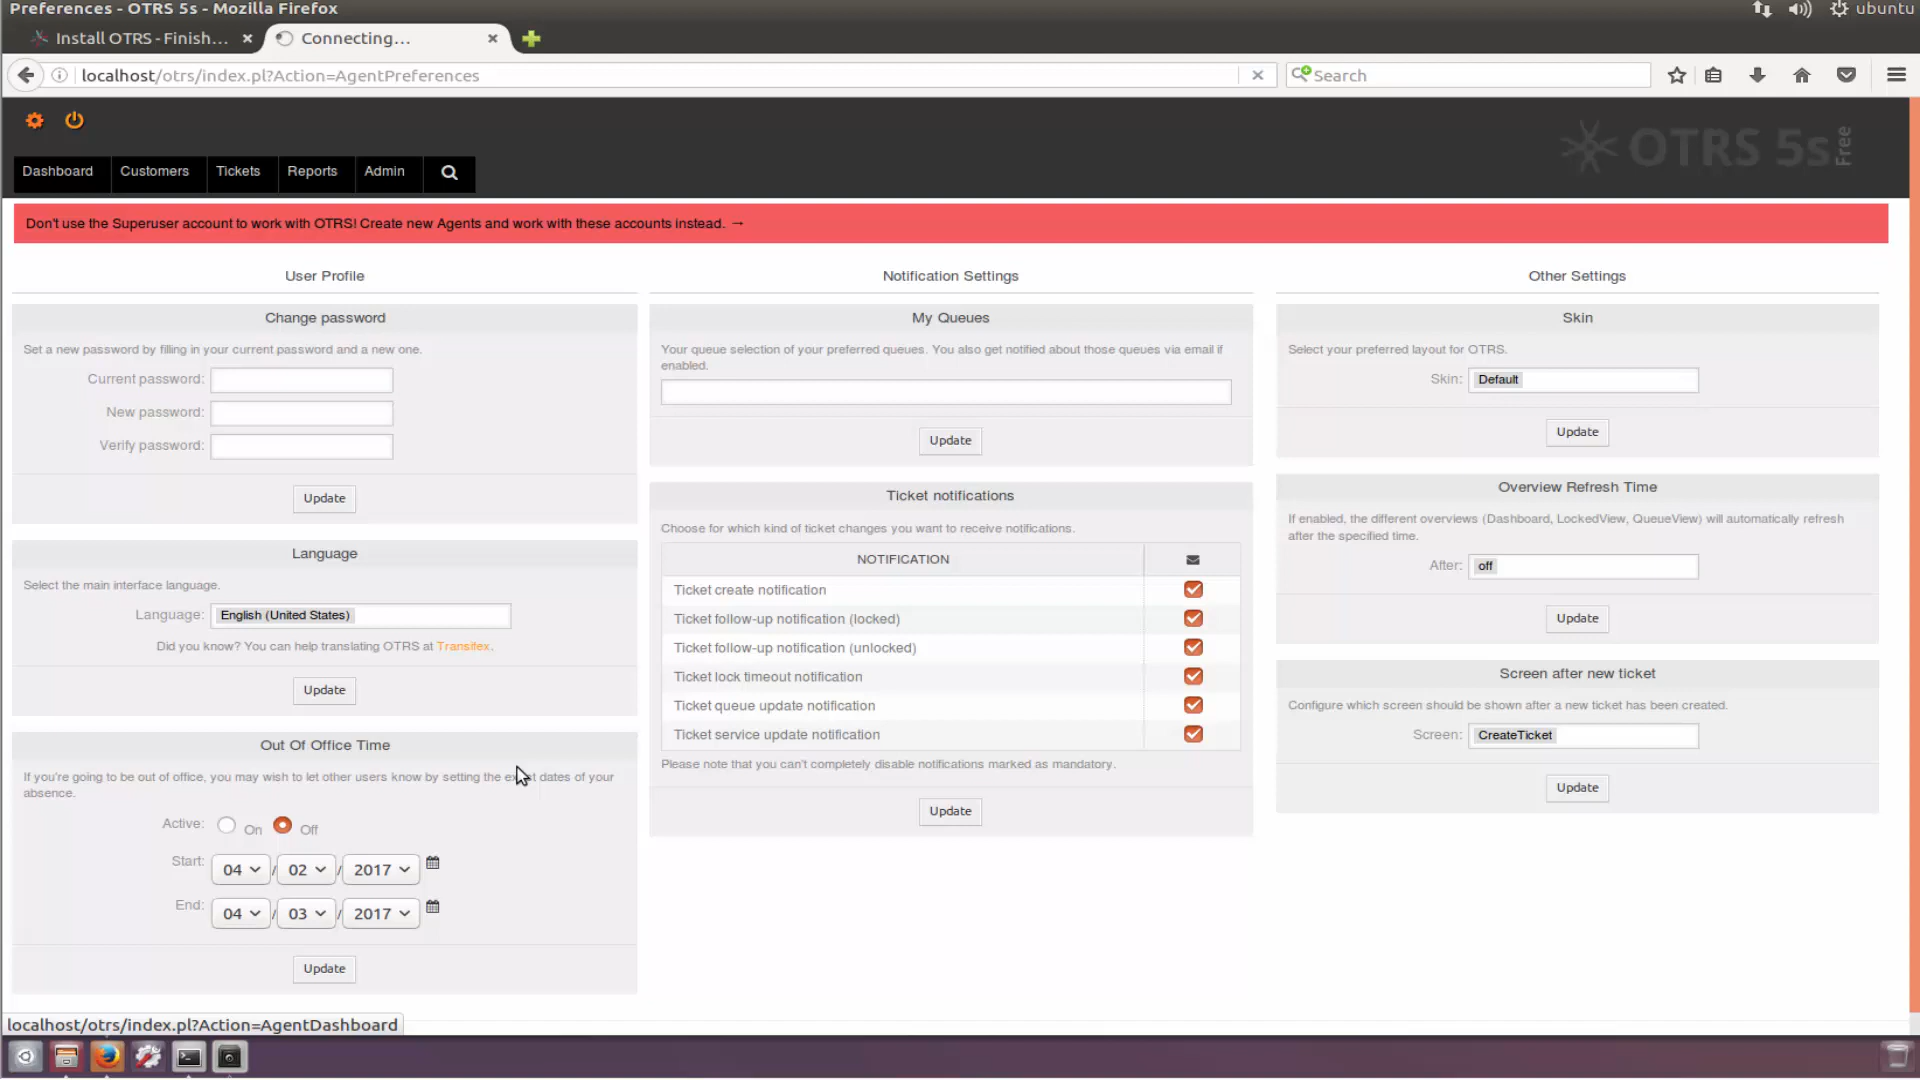 Preferences - OTRS 5s - Mozilla Firefox
ubuntu
Install OTRS - Finish...
Connecting...
localhost/otrs/index.pl?Action=AgentPreferences
Search
OTRS 5s Free
Dashboard
Customers
Tickets
Reports
Admin
Don't use the Superuser account to work with OTRS! Create new Agents and work with these accounts instead. →
User Profile
Change password
Set a new password by filling in your current password and a new one.
Current password:
New password:
Verify password:
Update
Language
Select the main interface language.
Language: English (United States)
Did you know? You can help translating OTRS at Transifex.
Update
Out Of Office Time
If you're going to be out of office, you may wish to let other users know by setting the dates of your
absence.
Active: On Off
Start: 04 / 02 / 2017
End: 04 / 03 / 2017
Update
Notification Settings
My Queues
Your queue selection of your preferred queues. You also get notified about those queues via email if
enabled.
Update
Ticket notifications
Choose for which kind of ticket changes you want to receive notifications.
NOTIFICATION
Ticket create notification
Ticket follow-up notification (locked)
Ticket follow-up notification (unlocked)
Ticket lock timeout notification
Ticket queue update notification
Ticket service update notification
Please note that you can't completely disable notifications marked as mandatory.
Update
Other Settings
Skin
Select your preferred layout for OTRS.
Skin: Default
Update
Overview Refresh Time
If enabled, the different overviews (Dashboard, LockedView, QueueView) will automatically refresh
after the specified time.
After: off
Update
Screen after new ticket
Configure which screen should be shown after a new ticket has been created.
Screen: CreateTicket
Update
localhost/otrs/index.pl?Action=AgentDashboard